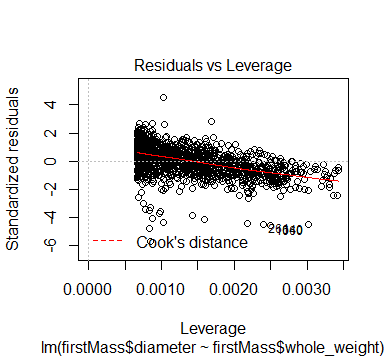 Residuals vs Leverage
Standardized residuals
4
2
0
-2
-4
-6
Cook's distance
0.0000
0.0010
0.0020
0.0030
Leverage
lm(firstMass$diameter ~ firstMass$whole_weight)